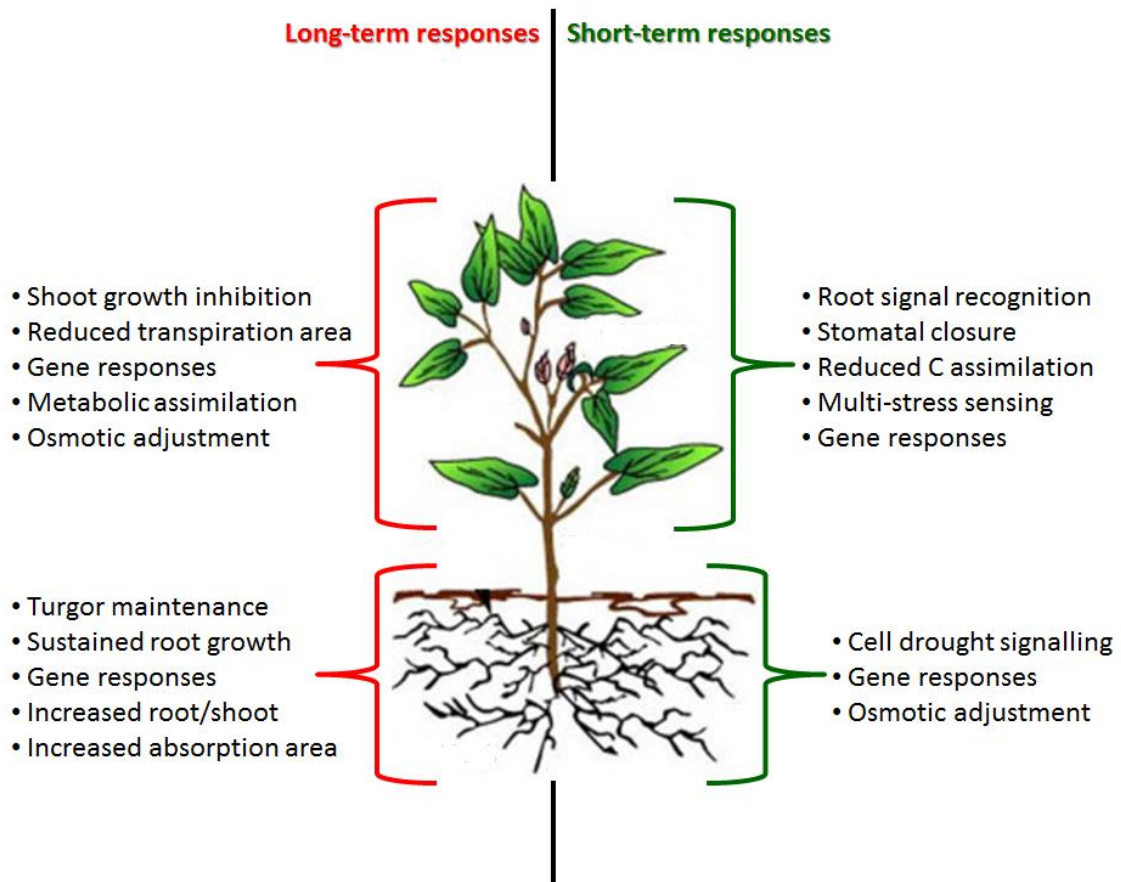 Long-term responses
Short-term responses
• Shoot growth inhibition
• Reduced transpiration area
• Gene responses
• Metabolic assimilation
• Osmotic adjustment
• Root signal recognition
• Stomatal closure
• Reduced C assimilation
• Multi-stress sensing
• Gene responses
• Turgor maintenance
• Sustained root growth
• Gene responses
• Increased root/shoot
• Increased absorption area
• Cell drought signalling
• Gene responses
• Osmotic adjustment